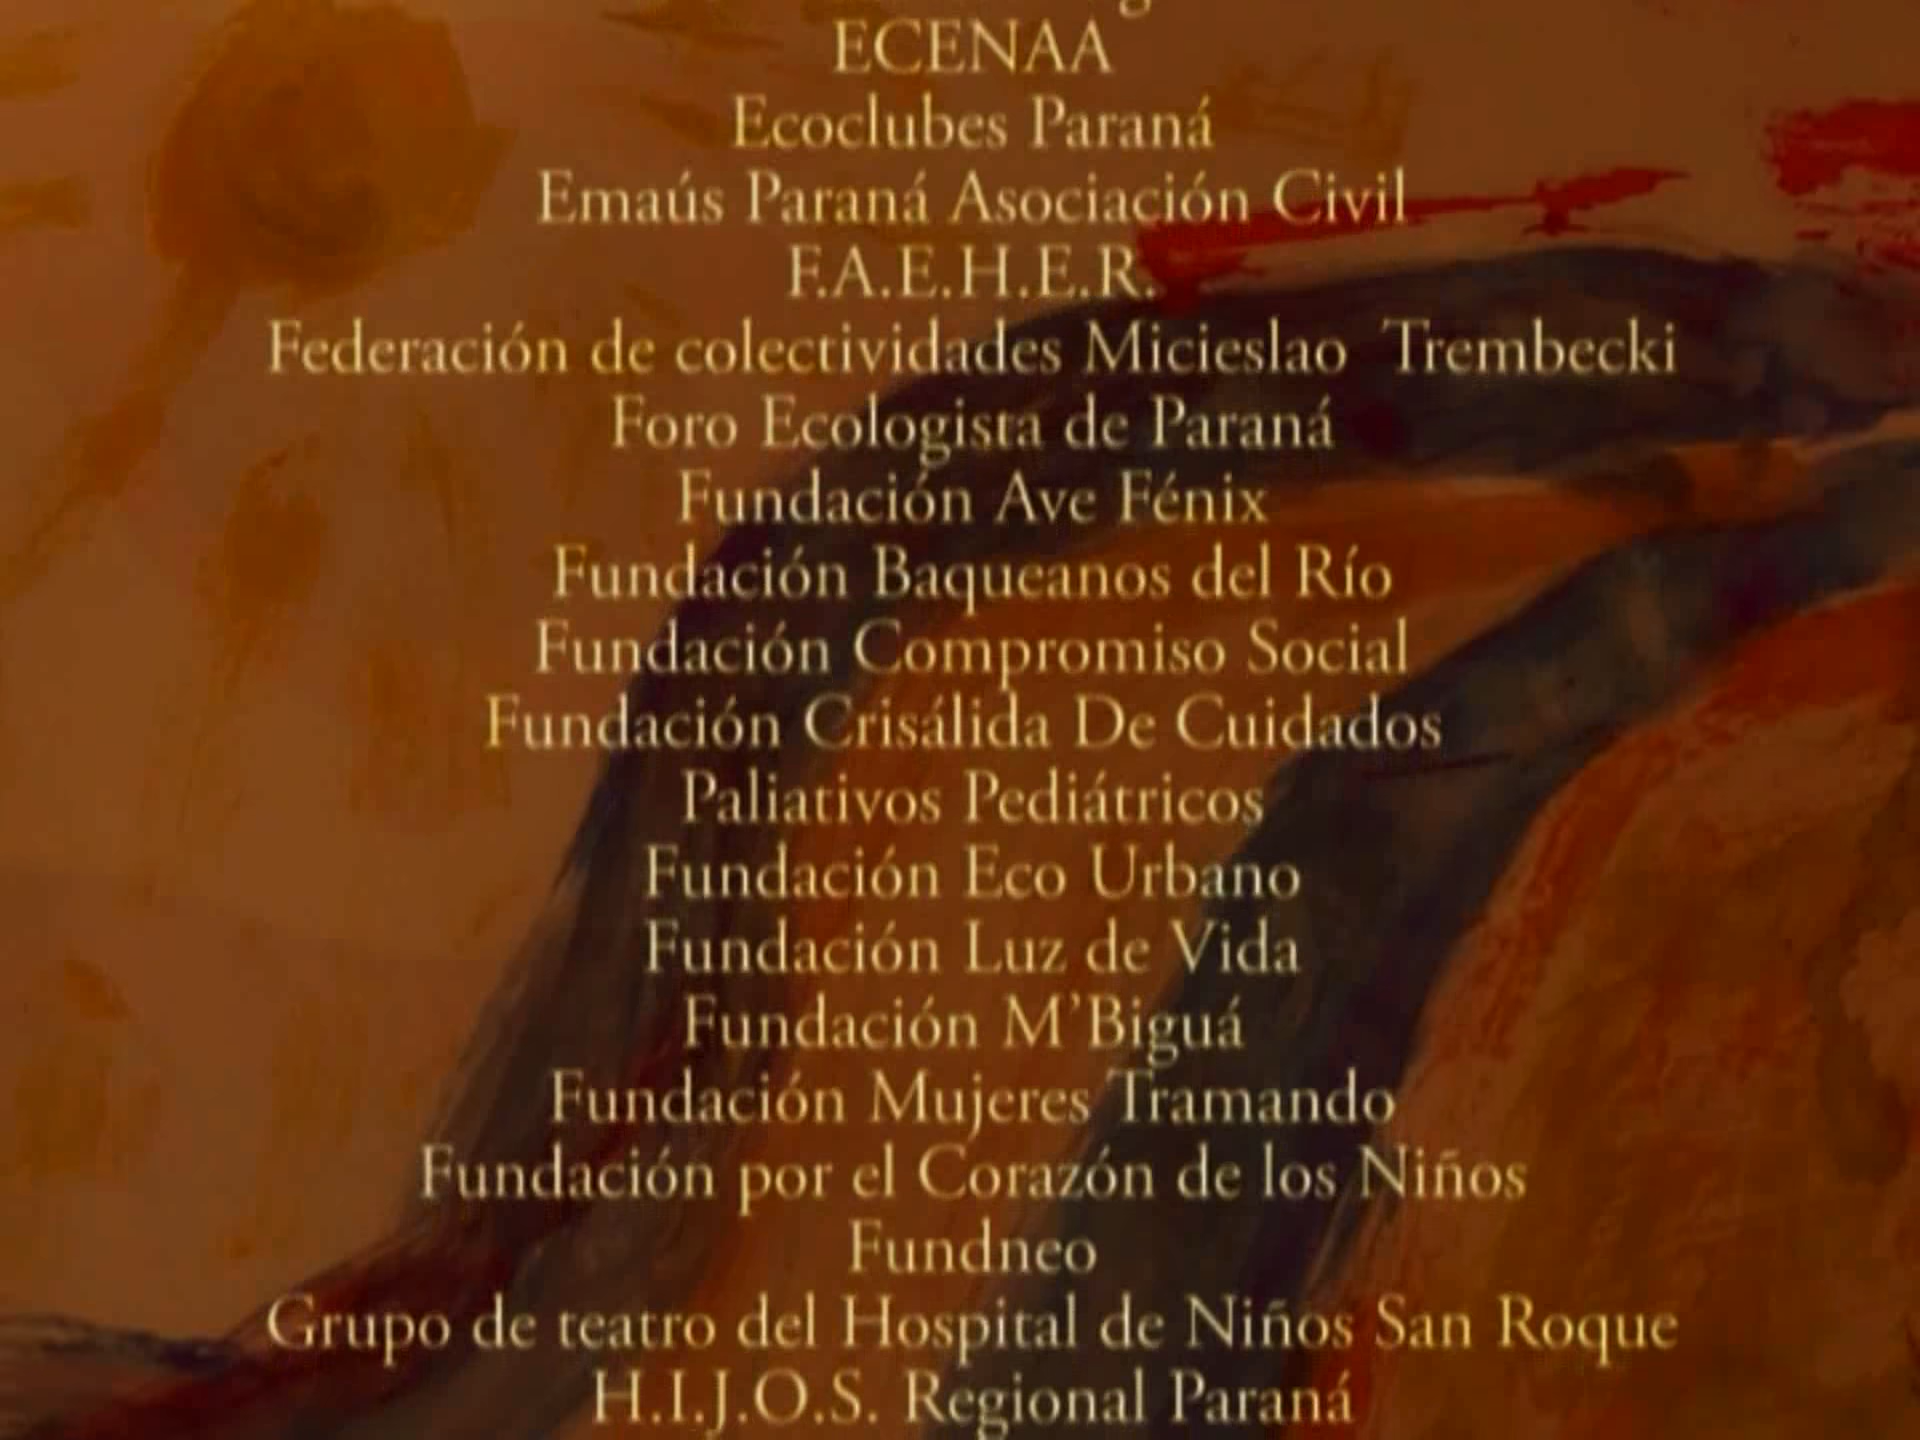 ECENAA
Ecoclubes Paraná
Emaús Paraná Asociación Civil
F.A.E.H.E.R.
Federación de colectividades Micieslao Trembecki
Foro Ecologista de Paraná
Fundación Ave Fénix
Fundación Baqueanos del Río
Fundación Compromiso Social
Fundación Crisálida De Cuidados
Paliativos Pediátricos
Fundación Eco Urbano
Fundación Luz de Vida
Fundación M’Biguá
Fundación Mujeres Tramando
Fundación por el Corazón de los Niños
Fundneo
Grupo de teatro del Hospital de Niños San Roque
H.I.J.O.S. Regional Paraná